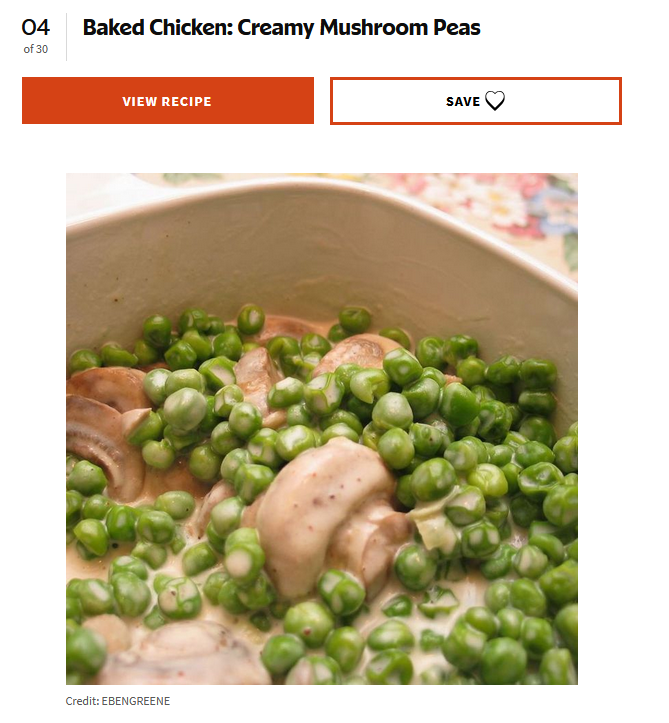 04
of 30
Baked Chicken: Creamy Mushroom Peas
VIEW RECIPE
SAVE
Credit: EBENGREENE